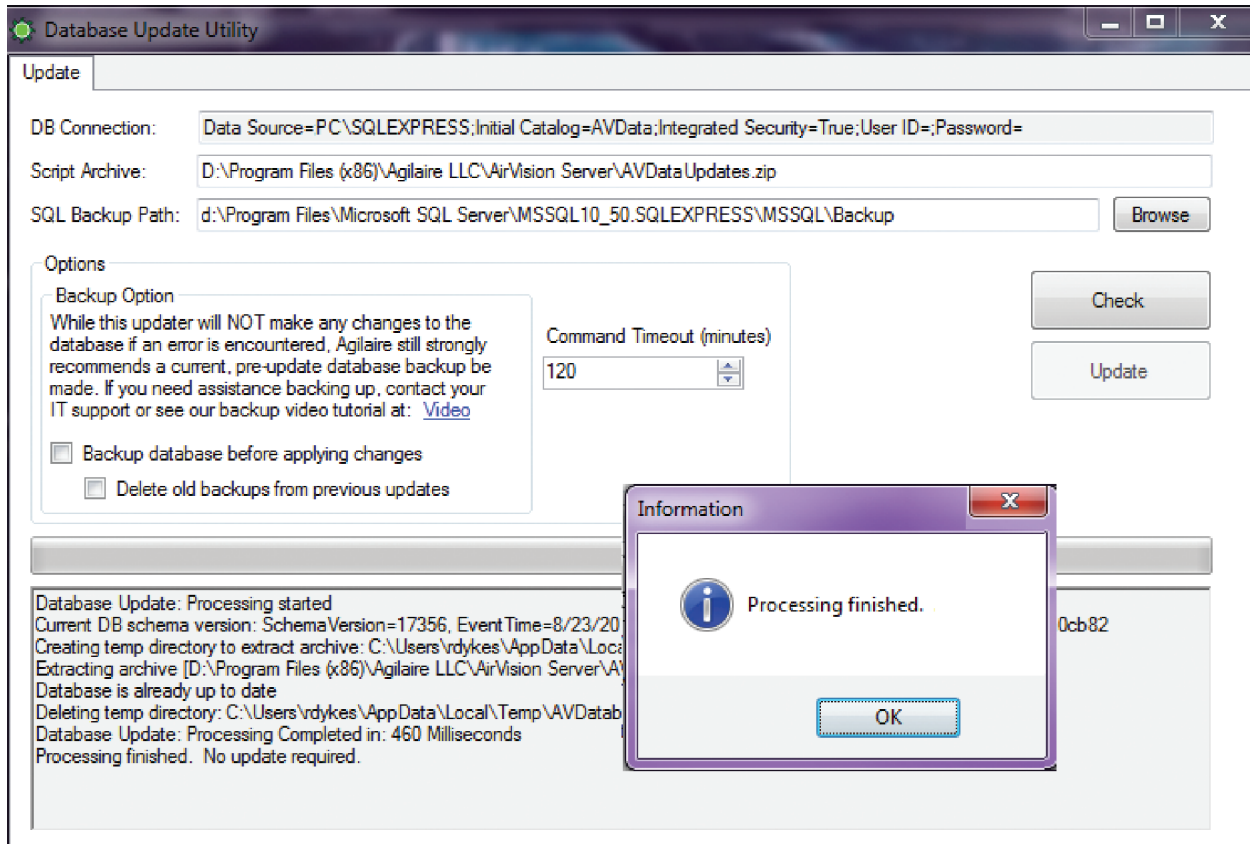 Database Update Utility
Update
DB Connection: Data Source=PC\SQLEXPRESS;Initial Catalog=AVData;Integrated Security=True;User ID=;Password=
Script Archive: D:\Program Files (x86)\Agilaire LLC\AirVision Server\AVDataUpdates.zip
SQL Backup Path: d:\Program Files\Microsoft SQL Server\MSSQL10_50.SQLEXPRESS\MSSQL\Backup Browse
Options
Backup Option
While this updater will NOT make any changes to the
database if an error is encountered, Agilaire still strongly
recommends a current, pre-update database backup be
made. If you need assistance backing up, contact your
IT support or see our backup video tutorial at: Video
Backup database before applying changes
Delete old backups from previous updates
Command Timeout (minutes)
120
Check
Update
Information
Processing finished.
OK
Database Update: Processing started
Current DB schema version: SchemaVersion=17356, EventTime=8/23/20 0cb82
Creating temp directory to extract archive: C:\Users\rdykes\AppData\Loca
Extracting archive [D:\Program Files (x86)\Agilaire LLC\AirVision Server\A
Database is already up to date
Deleting temp directory: C:\Users\rdykes\AppData\Local\Temp\AVDatab
Database Update: Processing Completed in: 460 Milliseconds
Processing finished. No update required.